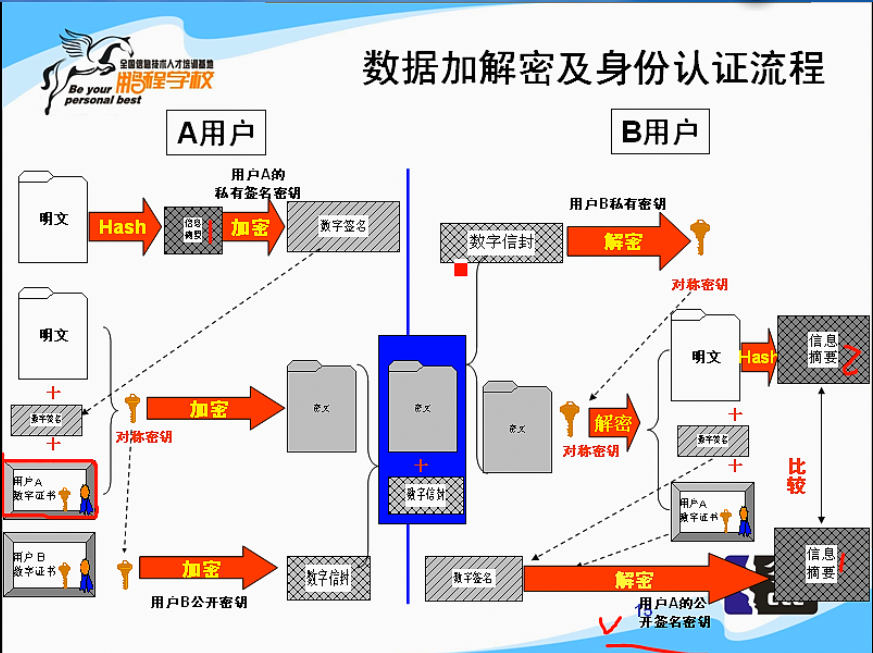 全国信息技术人才培训基地
鹏程学校
Be your
personal best
数据加解密及身份认证流程
A用户
B用户
用户A的
私有签名密钥
明文
Hash
信息
摘要
1
加密
数字签名
数字信封
用户B私有密钥
解密
对称密钥
明文
+
数字签名
+
用户A
数字证书
对称密钥
加密
密文
密文
+
数字信封
密文
对称密钥
解密
明文
Hash
信息
摘要
2
+
数字签名
+
用户A
数字证书
比
较
用户B
数字证书
加密
用户B公开密钥
数字信封
数字签名
解密
用户A的公
开签名密钥
信息
摘要
1
15